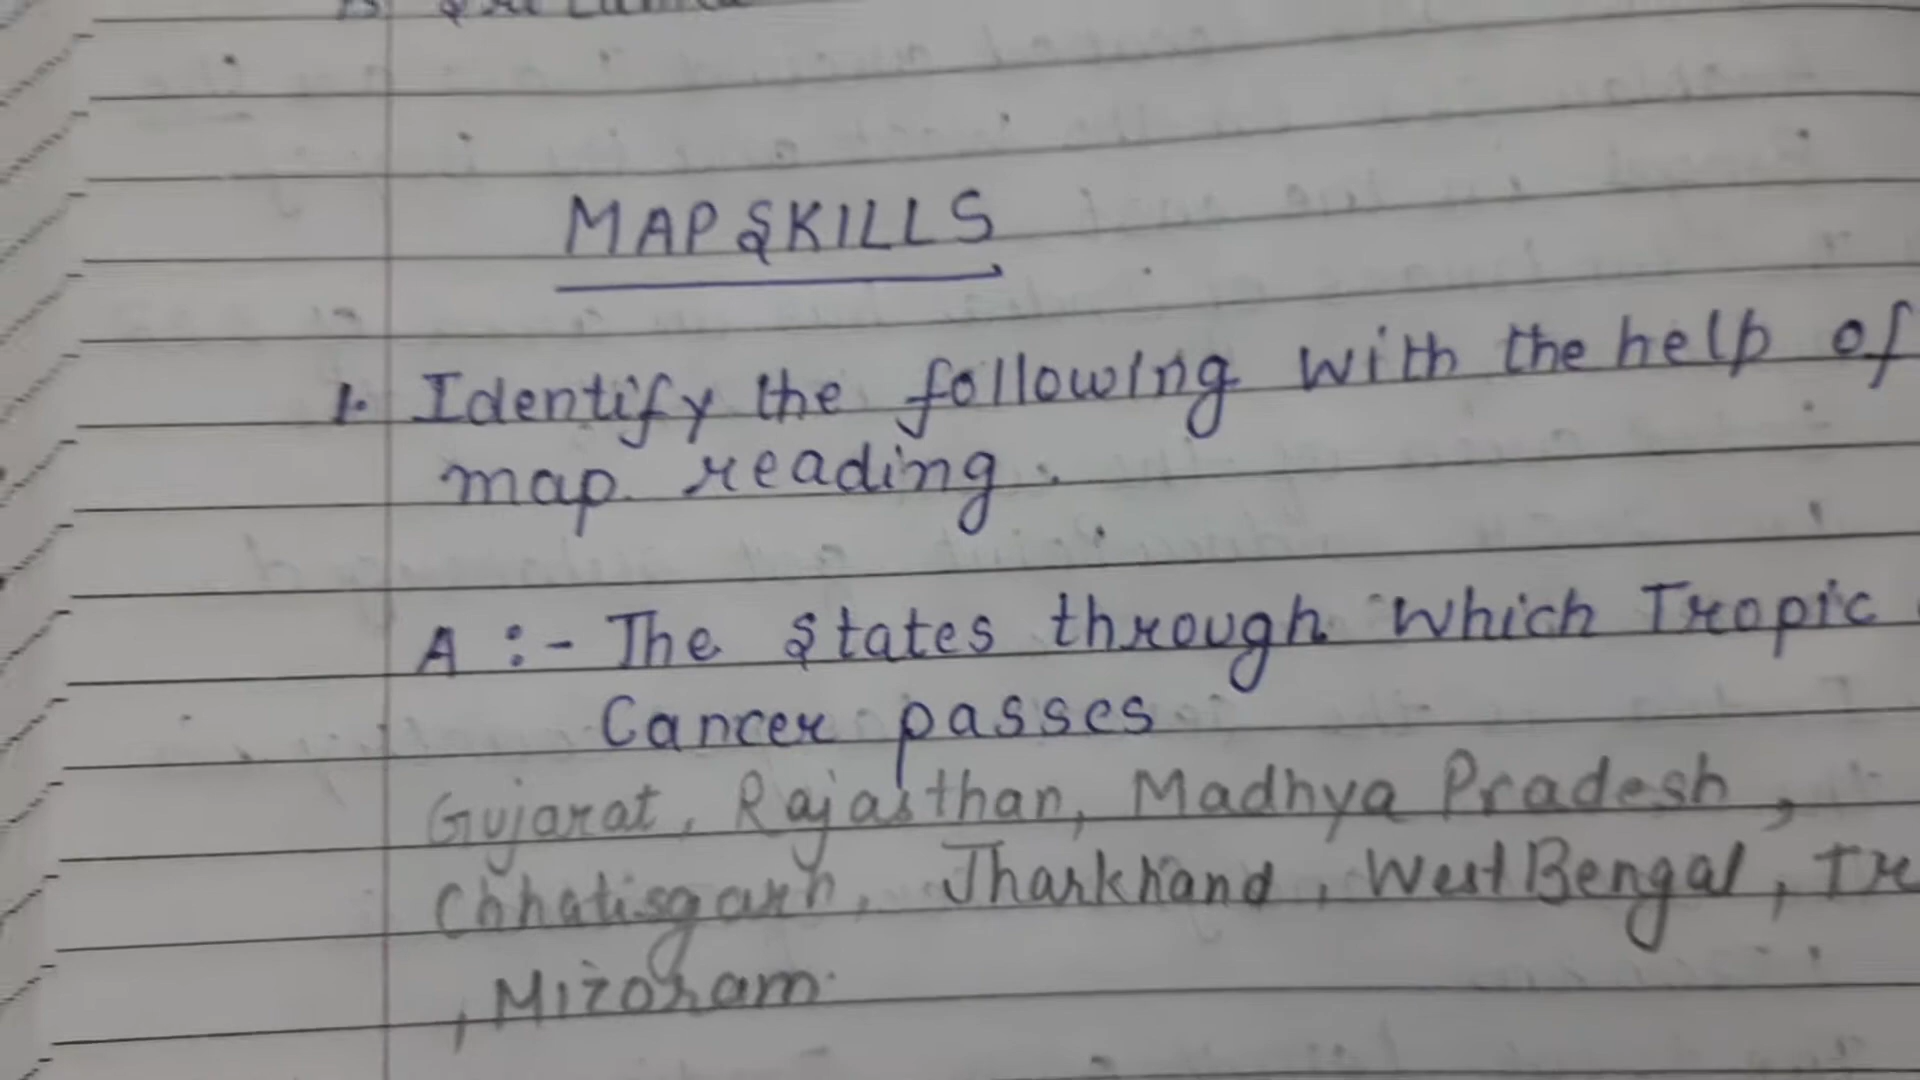 MAP SKILLS
1. Identify the following with the help of
map reading.
A :- The States through which Tropic
Cancer passes
Gujarat, Rajasthan, Madhya Pradesh,
Chhatisgarh, Jharkhand, West Bengal,
, Mizoram.